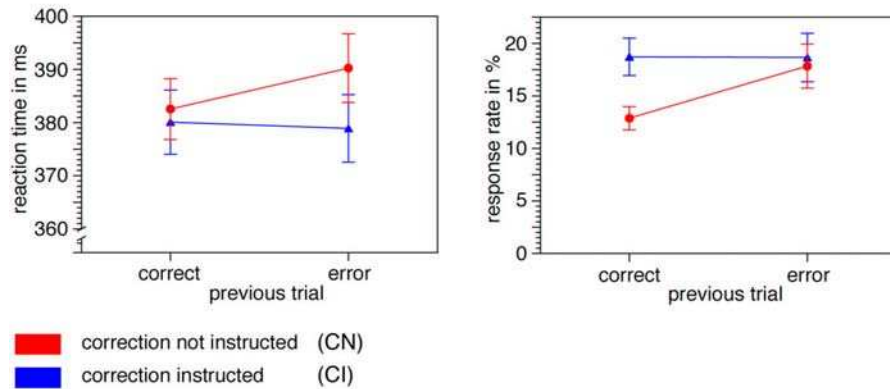 400
390
380
370
360
reaction time in ms
correct
error
previous trial
20
15
10
5
0
response rate in %
correct
error
previous trial
correction not instructed (CN)
correction instructed (CI)